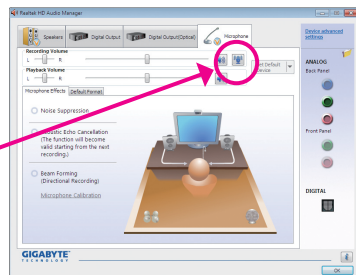 Realtek HD Audio Manager
Speakers
Digital Output
Digital Output(Optical)
Microphone
Device advanced
settings
Recording Volume
L
R
Set Default
Device
Playback Volume
L
R
ANALOG
Back Panel
Microphone Effects
Default Format
Noise Suppression
Acoustic Echo Cancellation
(The function will become
valid starting from the next
recording.)
Front Panel
Beam Forming
(Directional Recording)
Microphone Calibration
DIGITAL
GIGABYTE
TECHNOLOGY
i
OK